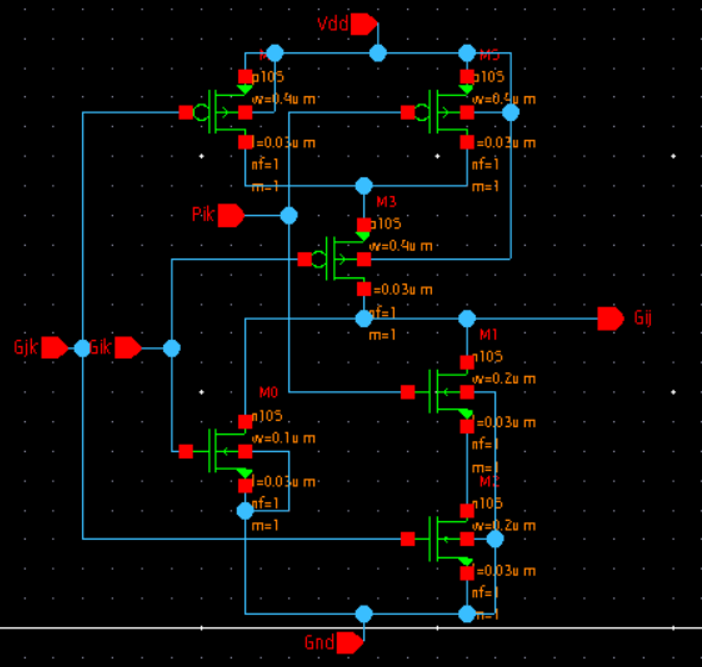 Vdd
M5
p105
p105
w=0.4u m
w=0.4u m
l=0.03u m
l=0.03u m
nf=1
nf=1
m=1
m=1
M3
Pik
p105
w=0.4u m
l=0.03u m
nf=1
Gij
m=1
M1
Gjk
Gik
n105
w=0.2u m
M0
n105
l=0.03u m
w=0.1u m
nf=1
m=1
M2
l=0.03u m
n105
nf=1
w=0.2u m
m=1
l=0.03u m
nf=1
m=1
Gnd